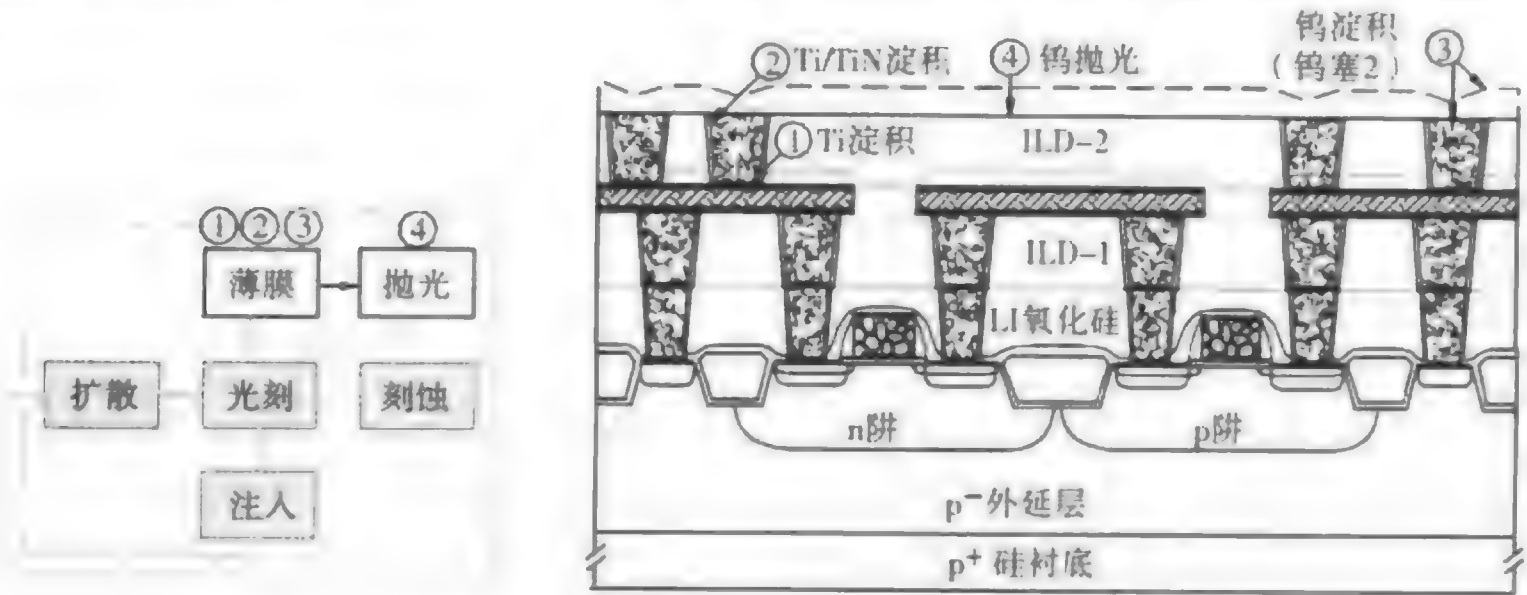 ①②③
④
薄膜
抛光
扩散
光刻
刻蚀
注入
②Ti/TiN淀积
④钨抛光
钨淀积
(钨塞2)
③
①Ti淀积
ILD-2
ILD-1
LI氧化硅
n阱
p阱
p⁻外延层
p⁺硅衬底